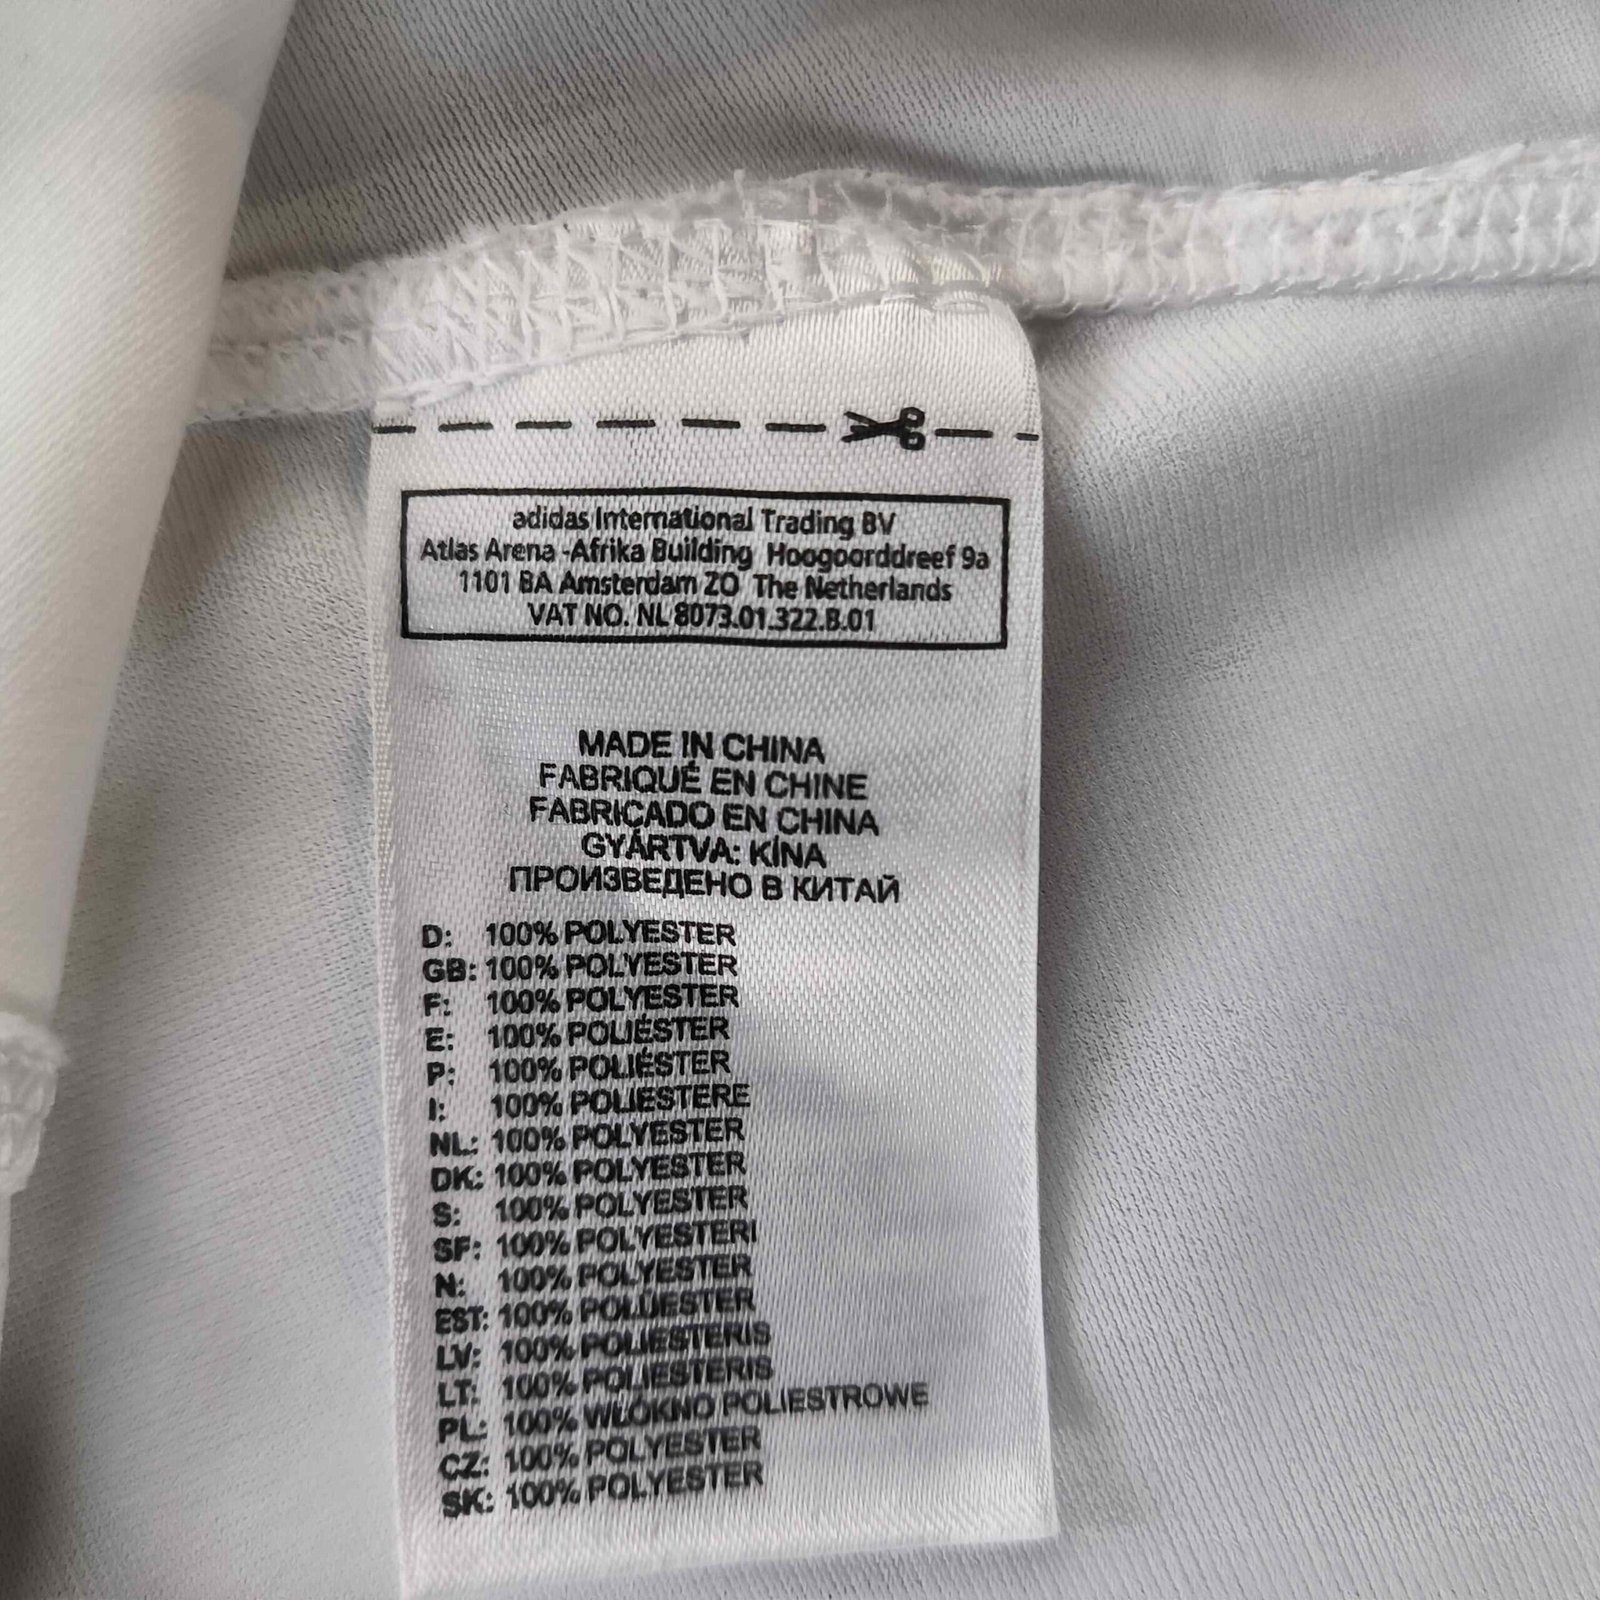 adidas International Trading BV
Atlas Arena -Afrika Building Hoogoorddreef 9a
1101 BA Amsterdam ZO The Netherlands
VAT NO. NL 8073.01.322.B.01
MADE IN CHINA
FABRIQUÉ EN CHINE
FABRICADO EN CHINA
GYÁRTVA: KÍNA
ПРОИЗВЕДЕНО В КИТАЙ
D: 100% POLYESTER
GB: 100% POLYESTER
F: 100% POLYESTER
E: 100% POLIÉSTER
P: 100% POLIÉSTER
I: 100% POLIESTERE
NL: 100% POLYESTER
DK: 100% POLYESTER
S: 100% POLYESTER
SF: 100% POLYESTERI
N: 100% POLYESTER
EST: 100% POLÜESTER
LV: 100% POLIESTERIS
LT: 100% POLIESTERIS
PL: 100% WŁÓKNO POLIESTROWE
CZ: 100% POLYESTER
SK: 100% POLYESTER